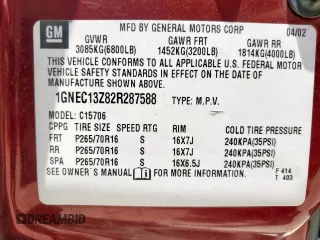 GM
MFD BY GENERAL MOTORS CORP 04/02
GVWR GAWR FRT GAWR RR
3085KG(6800LB) 1452KG(3200LB) 1814KG(4000LB)
THIS VEHICLE CONFORMS TO ALL APPLICABLE U.S. FEDERAL MOTOR
VEHICLE SAFETY STANDARDS IN EFFECT ON THE DATE OF
MANUFACTURE SHOWN ABOVE.
1GNEC13Z82R287588 TYPE: M.P.V.
MODEL: C15706
CPPG TIRE SIZE SPEED RTG RIM COLD TIRE PRESSURE
FRT P265/70R16 S 16X7J 240KPA(35PSI)
RR P265/70R16 S 16X7J 240KPA(35PSI)
SPA P265/70R16 S 16X6.5J 240KPA(35PSI)
SEE OWNER'S MANUAL FOR MORE INFORMATION. F 414
T 403
DREAMBID